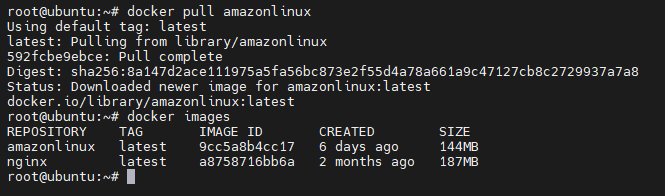 root@ubuntu:~# docker pull amazonlinux
Using default tag: latest
latest: Pulling from library/amazonlinux
592fcbe9ebce: Pull complete
Digest: sha256:8a147d2ace111975a5fa56bc873e2f55d4a78a661a9c47127cb8c2729937a7a8
Status: Downloaded newer image for amazonlinux:latest
docker.io/library/amazonlinux:latest
root@ubuntu:~# docker images
REPOSITORY    TAG       IMAGE ID       CREATED        SIZE
amazonlinux   latest    9cc5a8b4cc17   6 days ago     144MB
nginx         latest    a8758716bb6a   2 months ago   187MB
root@ubuntu:~#